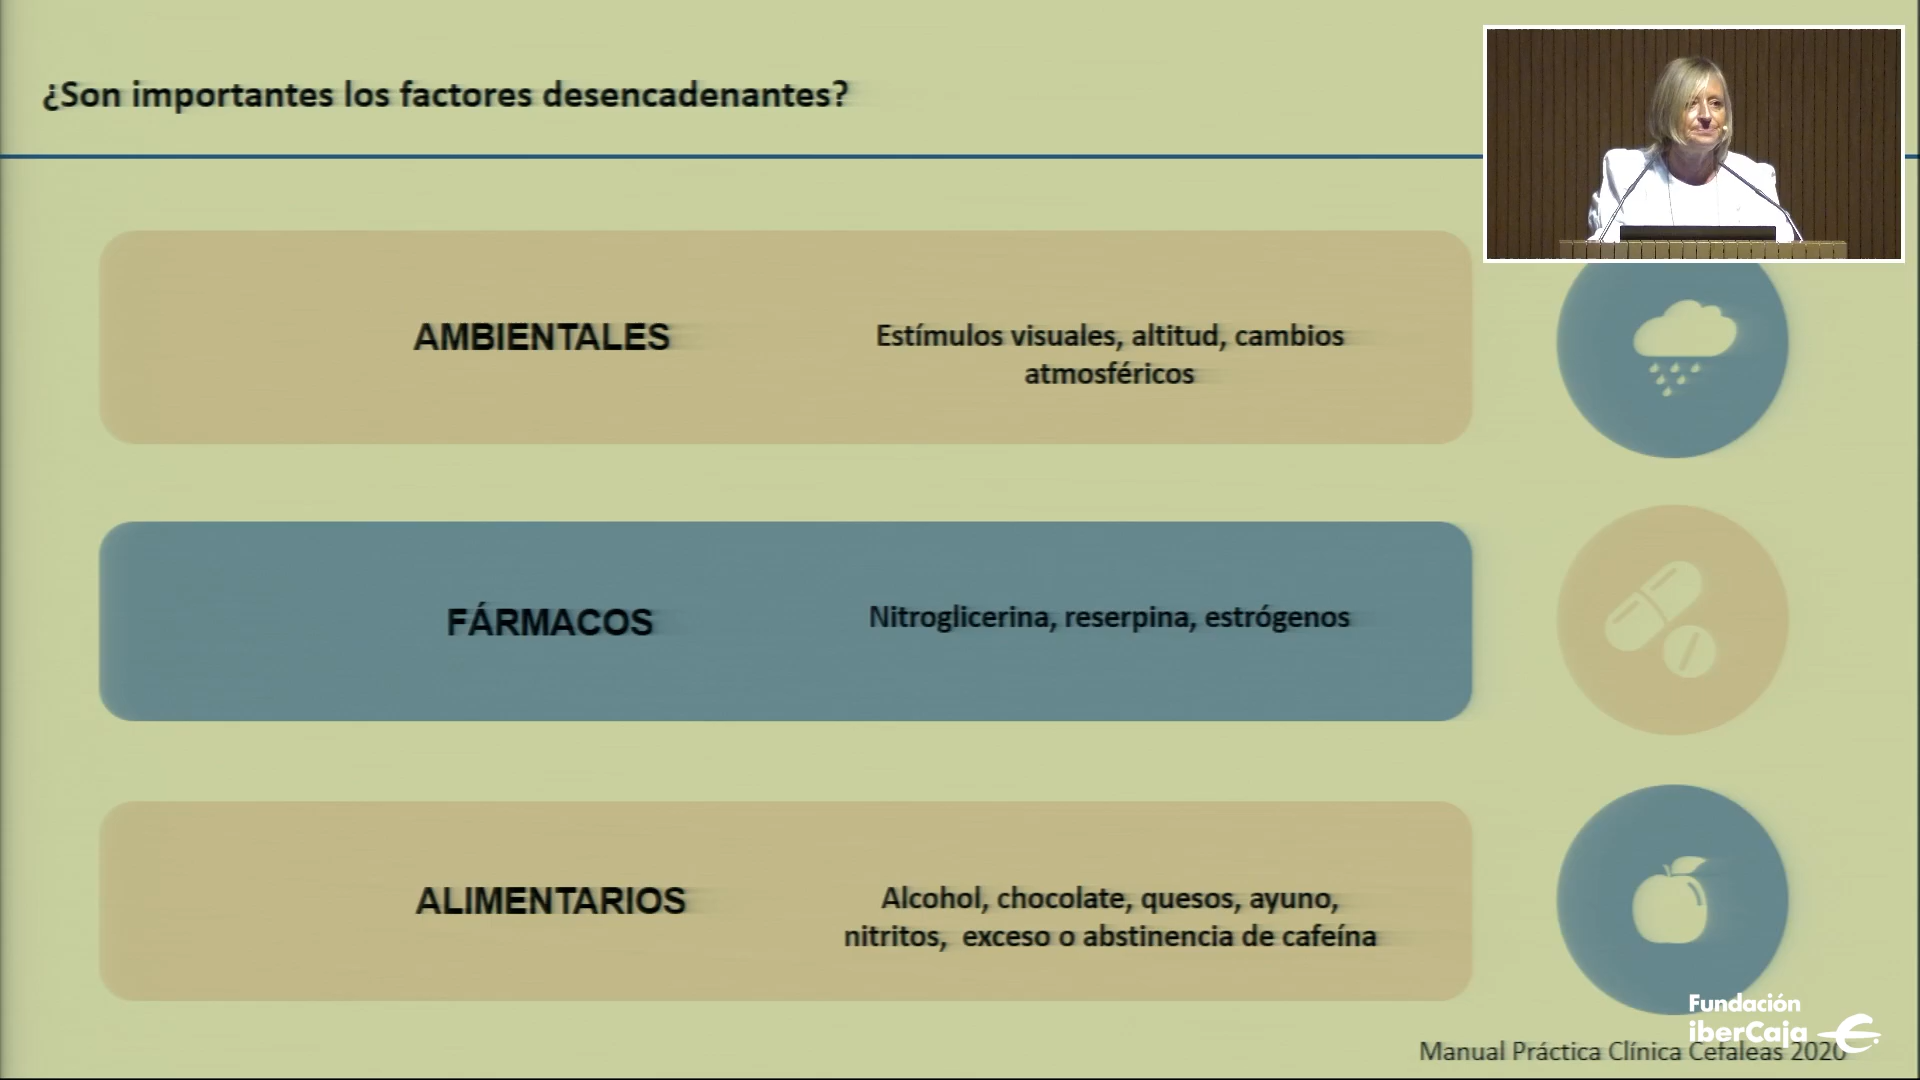 ¿Son importantes los factores desencadenantes?
AMBIENTALES
Estímulos visuales, altitud, cambios
atmosféricos
FÁRMACOS
Nitroglicerina, reserpina, estrógenos
ALIMENTARIOS
Alcohol, chocolate, quesos, ayuno,
nitritos, exceso o abstinencia de cafeína
Fundación
iberCaja
Manual Práctica Clínica Cefaleas 2020